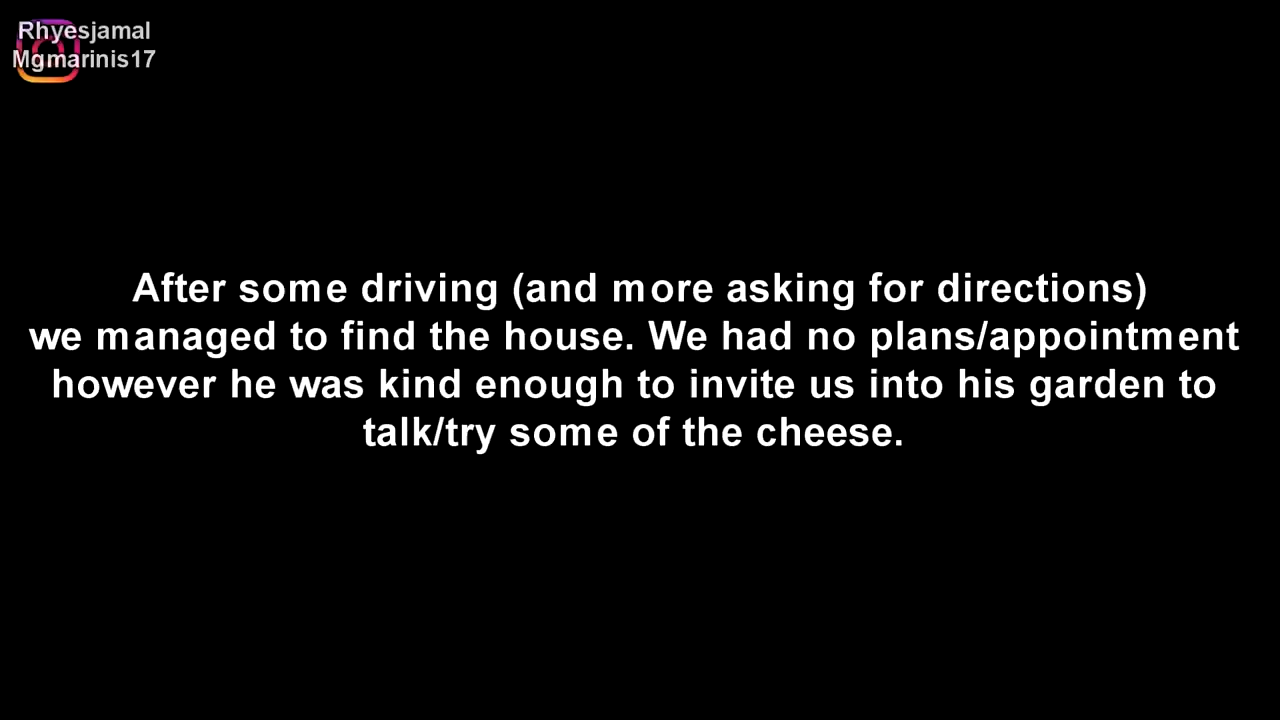 Rhyesjamal
Mgmarinis17
After some driving (and more asking for directions)
we managed to find the house. We had no plans/appointment
however he was kind enough to invite us into his garden to
talk/try some of the cheese.